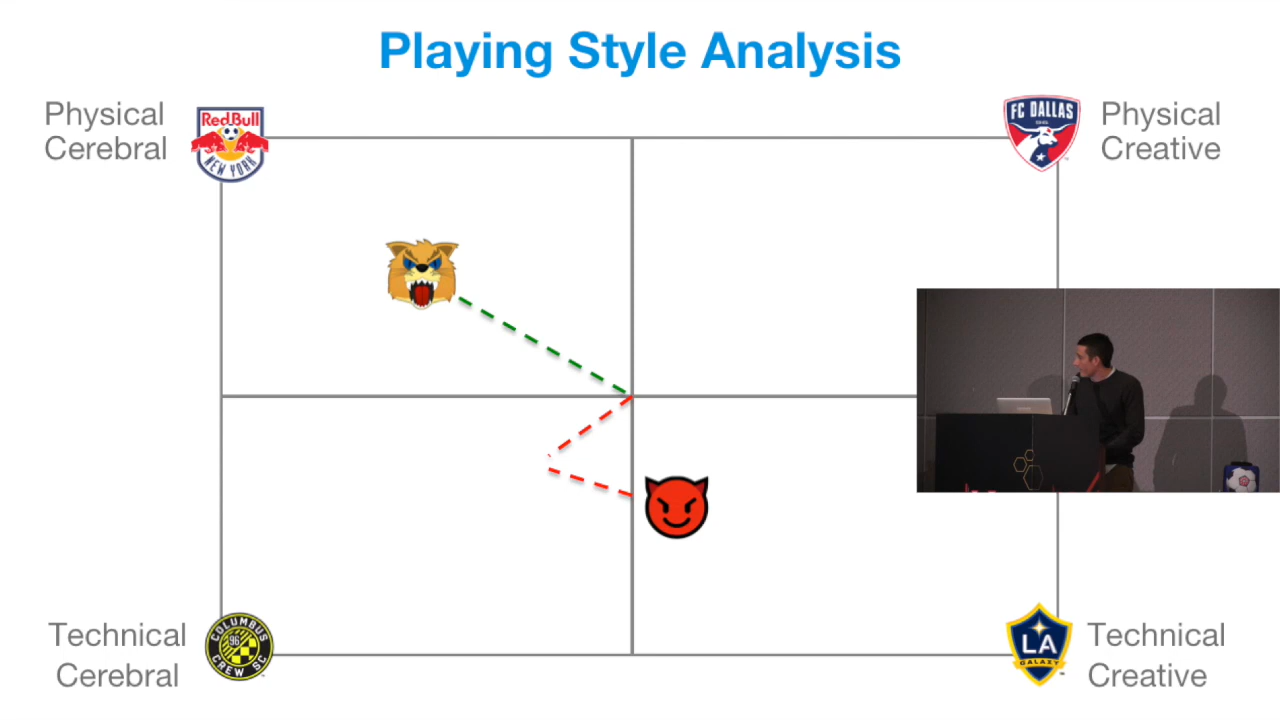 Playing Style Analysis
Physical
Cerebral
Red Bull
NEW YORK
FC DALLAS
Physical
Creative
Technical
Cerebral
COLUMBUS
96
CREW SC
LA
GALAXY
Technical
Creative